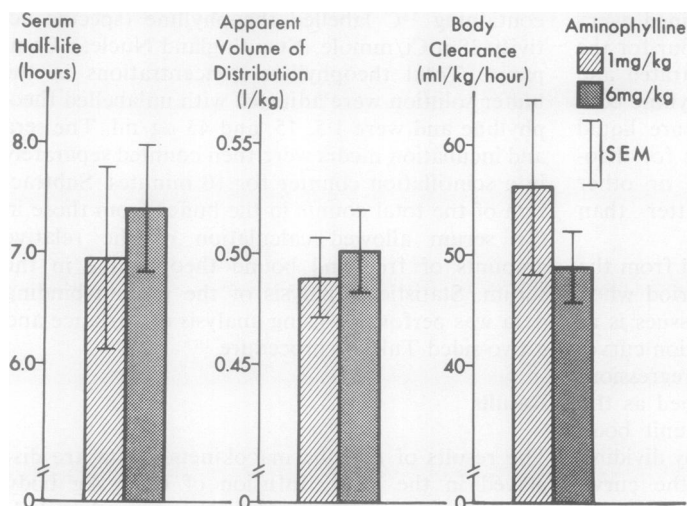 Serum
Half-life
(hours)
8.0
7.0
6.0
0
Apparent
Volume of
Distribution
(l/kg)
0.55
0.50
0.45
0
Body
Clearence
(ml/kg/hour)
60
50
40
0
Aminophylline
1mg/kg
6mg/kg
SEM